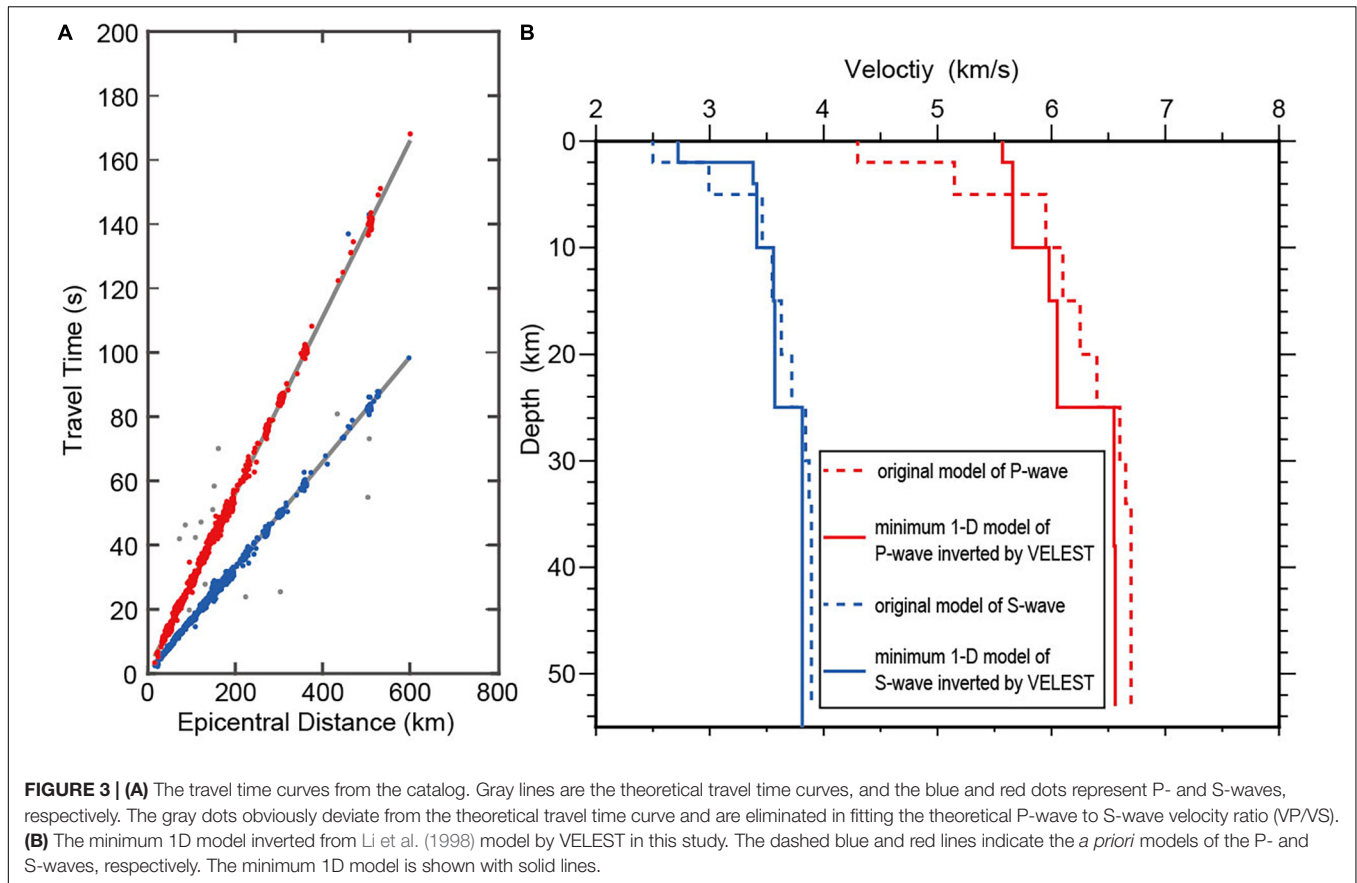 A
200
180
160
140
120
100
80
60
40
20
0
Travel Time (s)
0 200 400 600 800
Epicentral Distance (km)
B
Veloctiy (km/s)
2 3 4 5 6 7 8
0
10
20
30
40
50
Depth (km)
original model of P-wave
minimum 1-D model of
P-wave inverted by VELEST
original model of S-wave
minimum 1-D model of
S-wave inverted by VELEST
FIGURE 3 | (A) The travel time curves from the catalog. Gray lines are the theoretical travel time curves, and the blue and red dots represent P- and S-waves,
respectively. The gray dots obviously deviate from the theoretical travel time curve and are eliminated in fitting the theoretical P-wave to S-wave velocity ratio (VP/VS).
(B) The minimum 1D model inverted from Li et al. (1998) model by VELEST in this study. The dashed blue and red lines indicate the a priori models of the P- and
S-waves, respectively. The minimum 1D model is shown with solid lines.